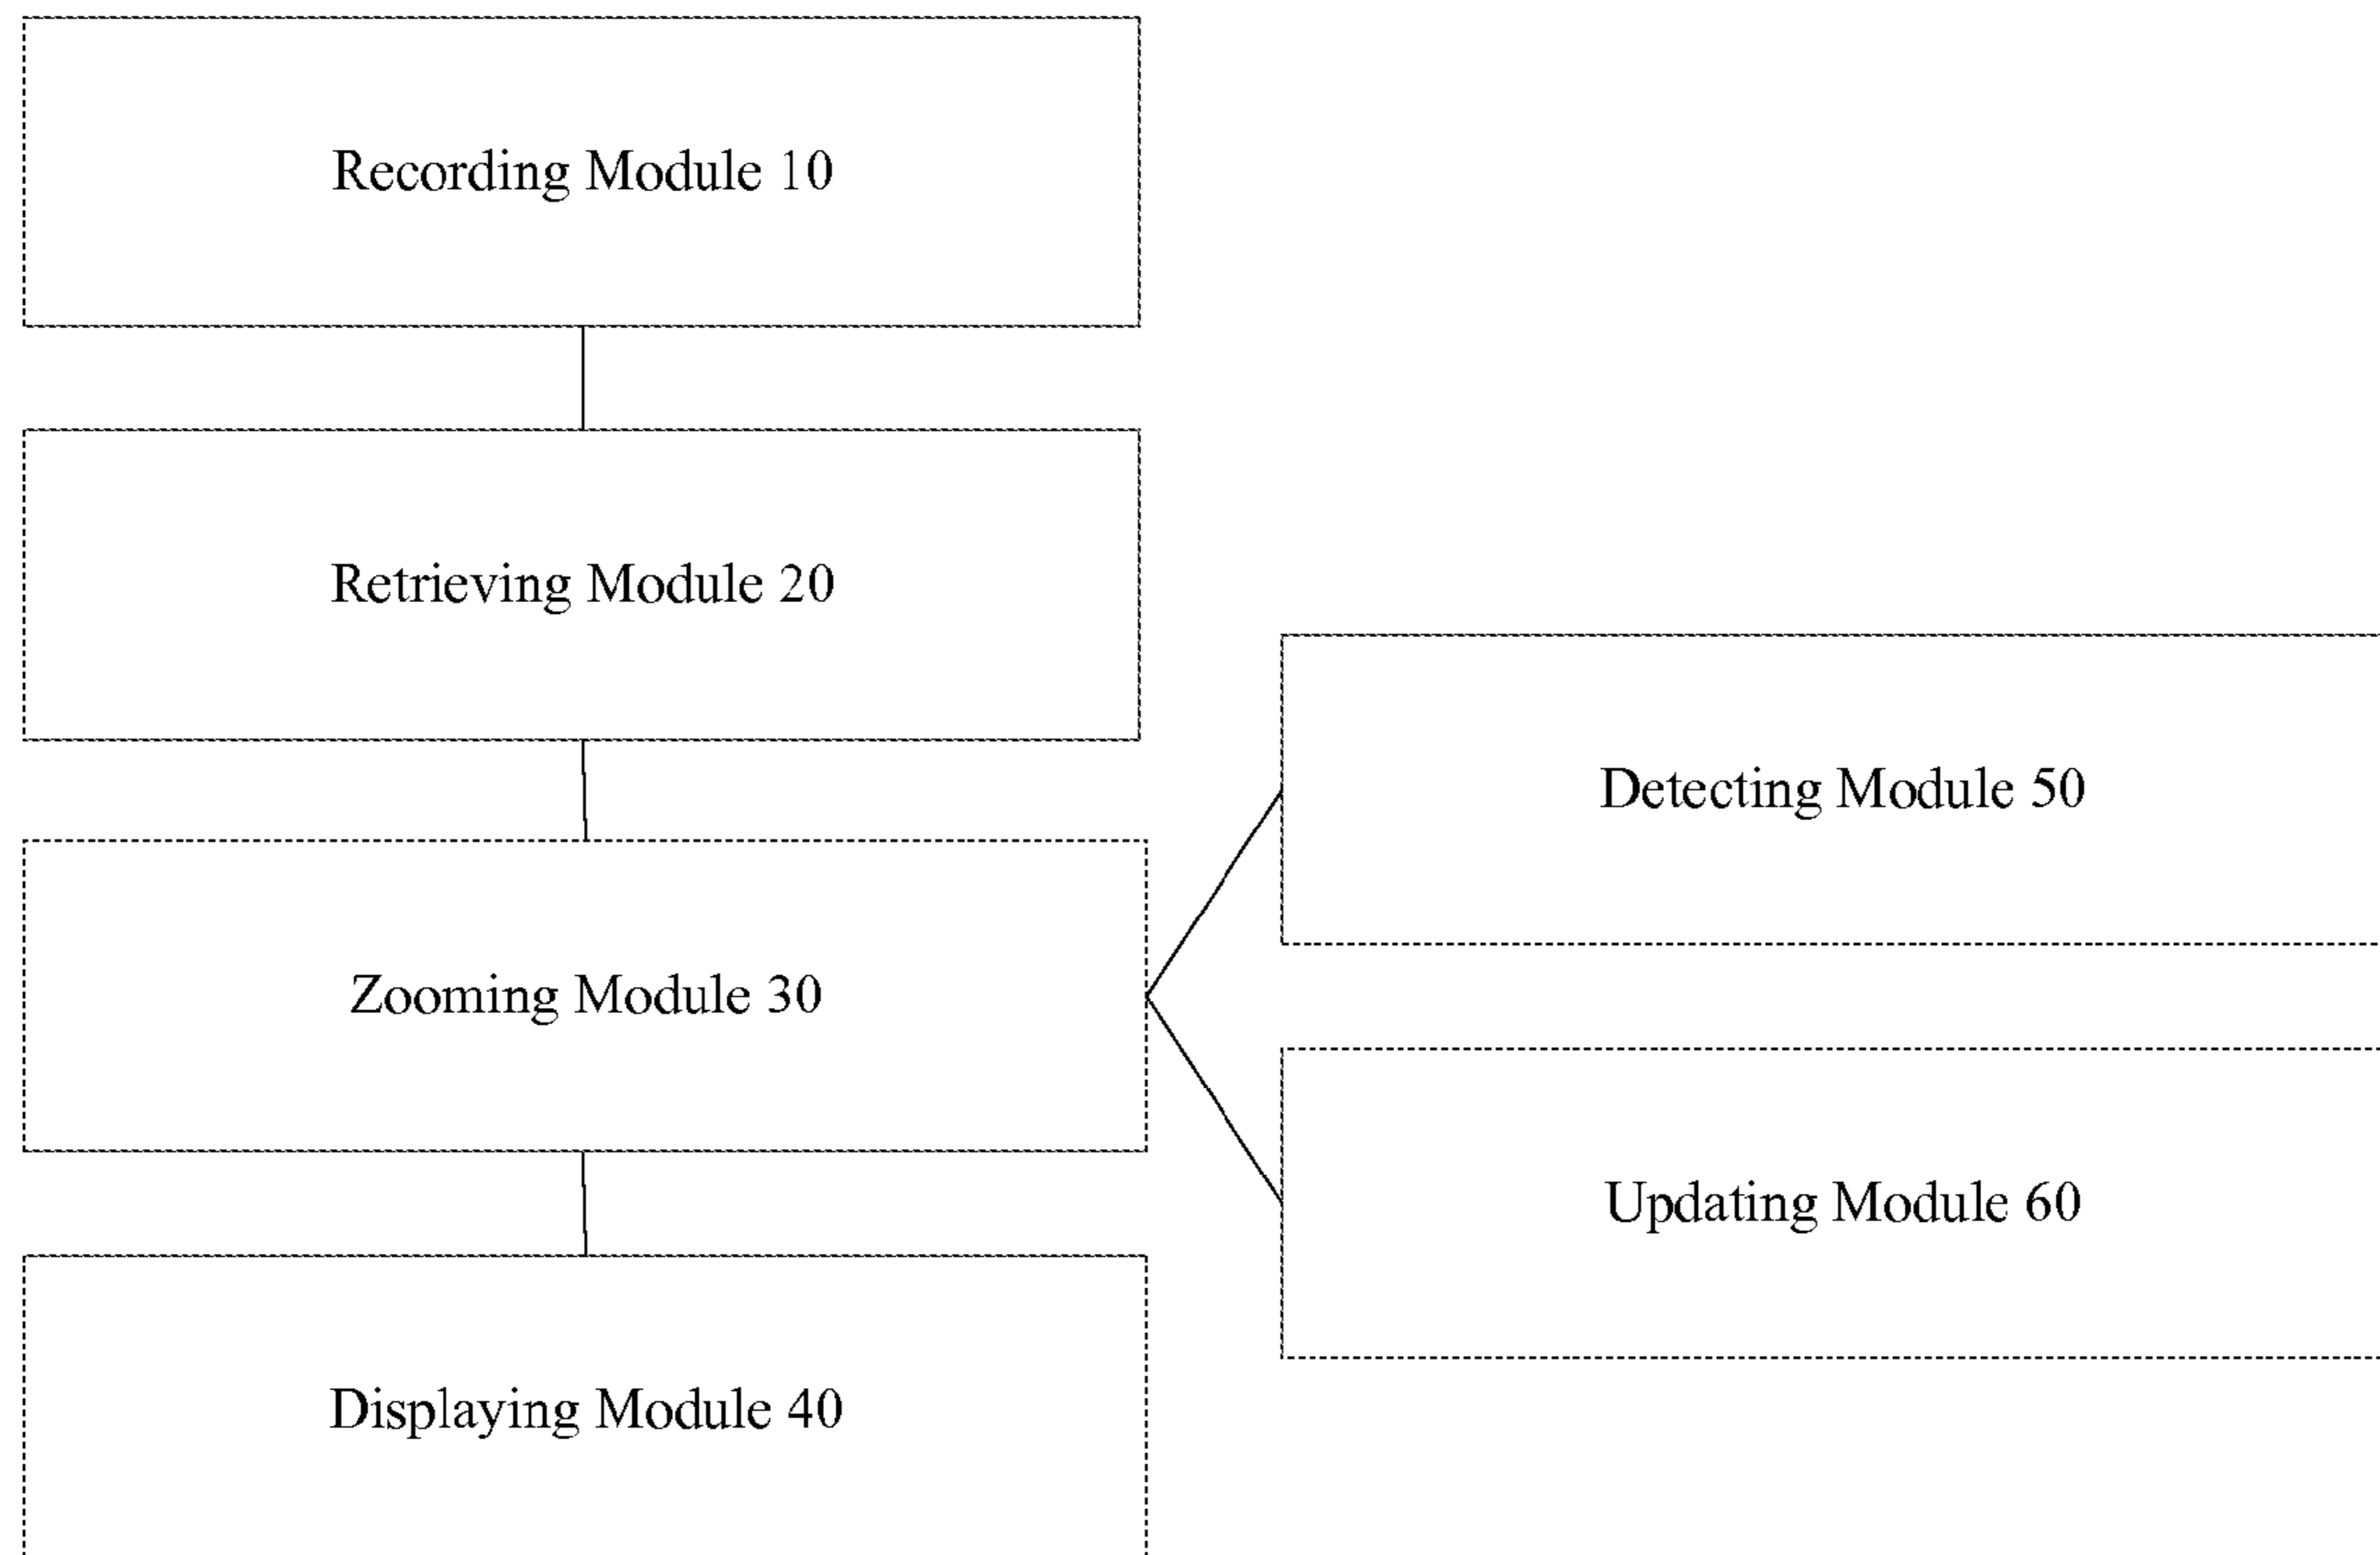 Recording Module 10
Retrieving Module 20
Zooming Module 30
Displaying Module 40
Detecting Module 50
Updating Module 60